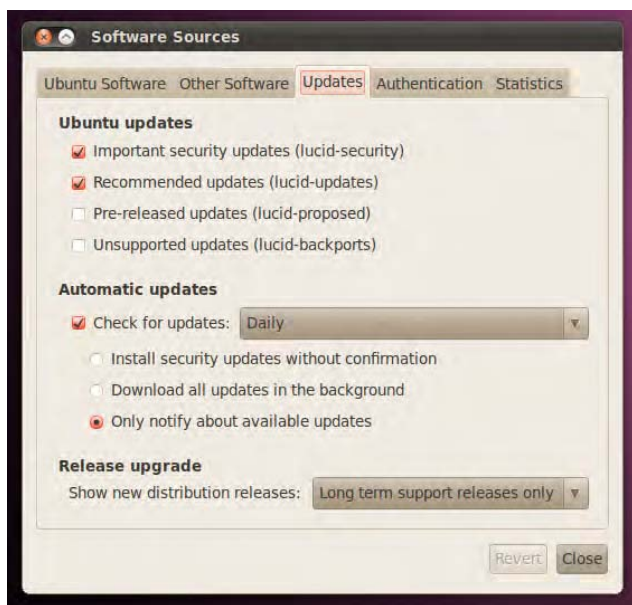 Software Sources
Ubuntu Software Other Software Updates Authentication Statistics
Ubuntu updates
Important security updates (lucid-security)
Recommended updates (lucid-updates)
Pre-released updates (lucid-proposed)
Unsupported updates (lucid-backports)
Automatic updates
Check for updates: Daily
Install security updates without confirmation
Download all updates in the background
Only notify about available updates
Release upgrade
Show new distribution releases: Long term support releases only
Revert Close